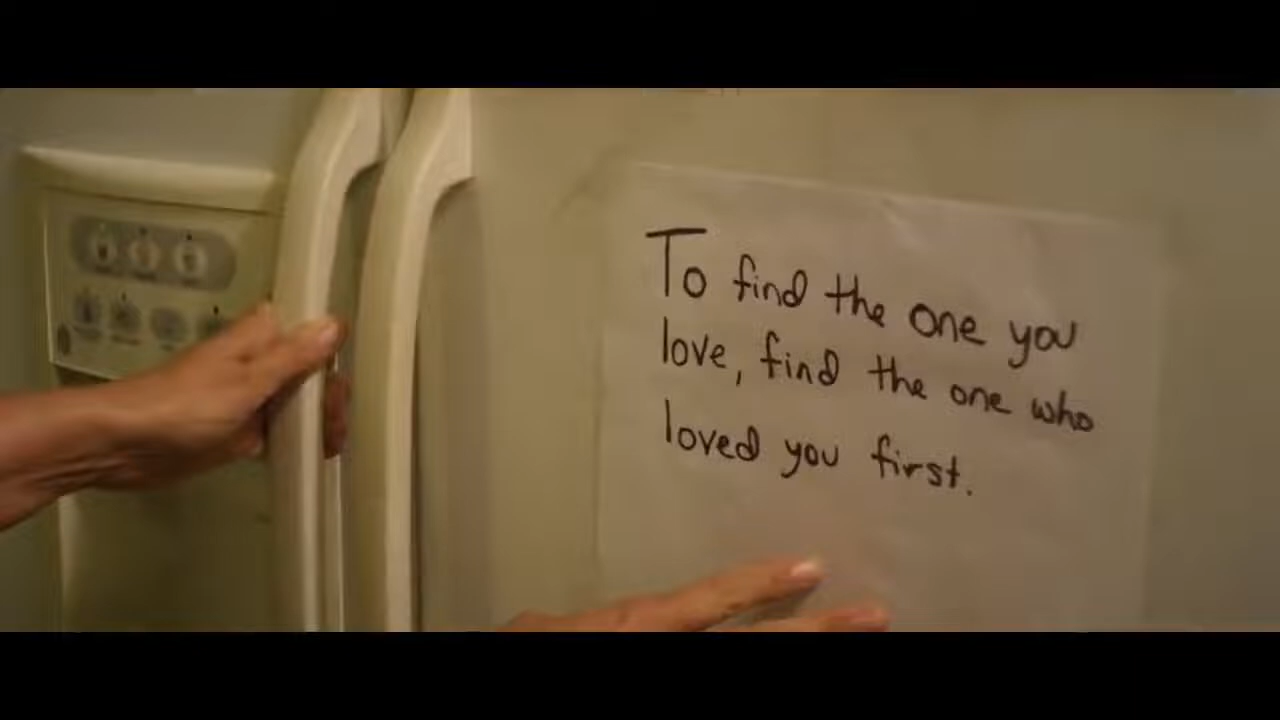 To find the one you
love, find the one who
loved you first.